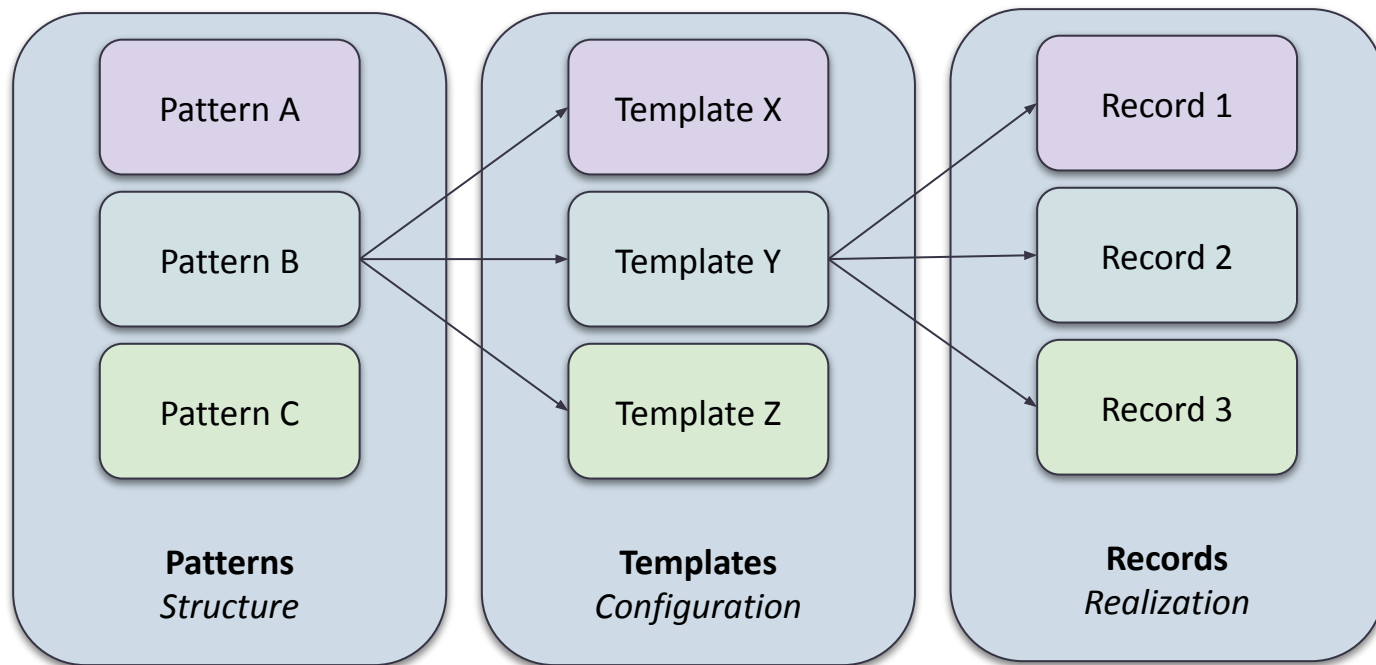 Pattern A
Pattern B
Pattern C
Patterns
Structure
Template X
Template Y
Template Z
Templates
Configuration
Record 1
Record 2
Record 3
Records
Realization